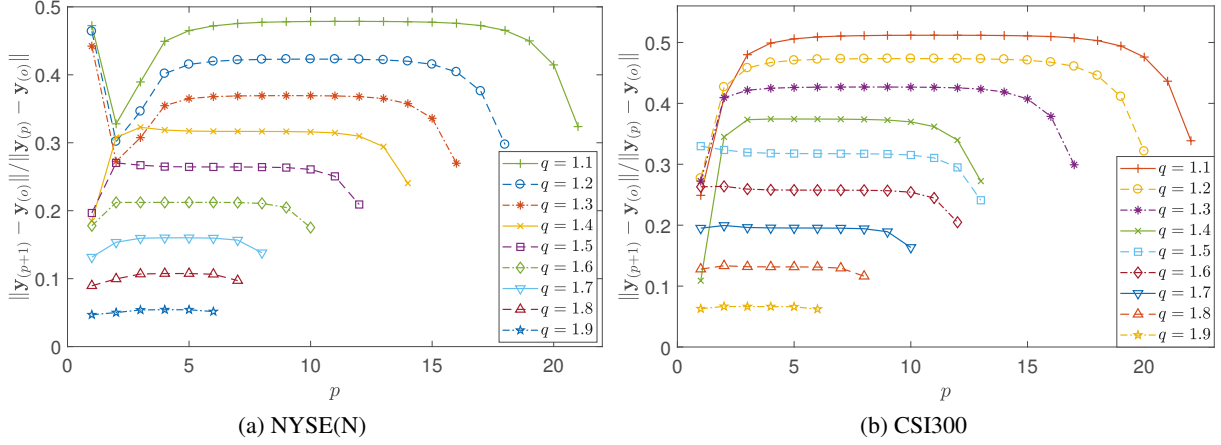 0.5
0.4
0.3
0.2
0.1
0
0 5 10 15 20
||y(p+1) − y(o)||/||y(p) − y(o)||
p
q = 1.1
q = 1.2
q = 1.3
q = 1.4
q = 1.5
q = 1.6
q = 1.7
q = 1.8
q = 1.9
(a) NYSE(N)
0.5
0.4
0.3
0.2
0.1
0
0 5 10 15 20
||y(p+1) − y(o)||/||y(p) − y(o)||
p
q = 1.1
q = 1.2
q = 1.3
q = 1.4
q = 1.5
q = 1.6
q = 1.7
q = 1.8
q = 1.9
(b) CSI300